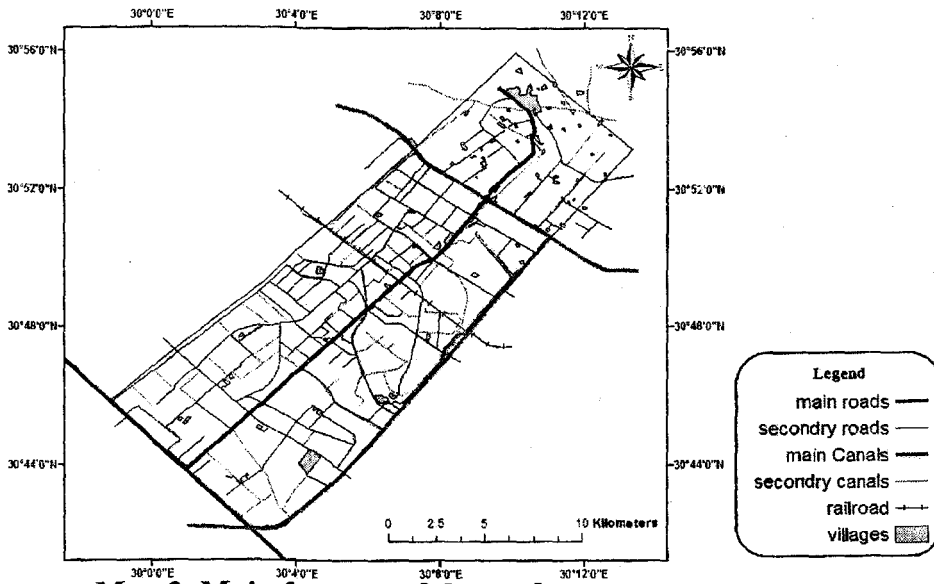 30°0'0"E 30°4'0"E 30°8'0"E 30°12'0"E
30°56'0"N 30°56'0"N
30°52'0"N 30°52'0"N
30°48'0"N 30°48'0"N
30°44'0"N 30°44'0"N
Legend
main roads
secondry roads
main Canals
secondry canals
railroad
villages
0 2.5 5 10 Kilometers
30°0'0"E 30°4'0"E 30°8'0"E 30°12'0"E